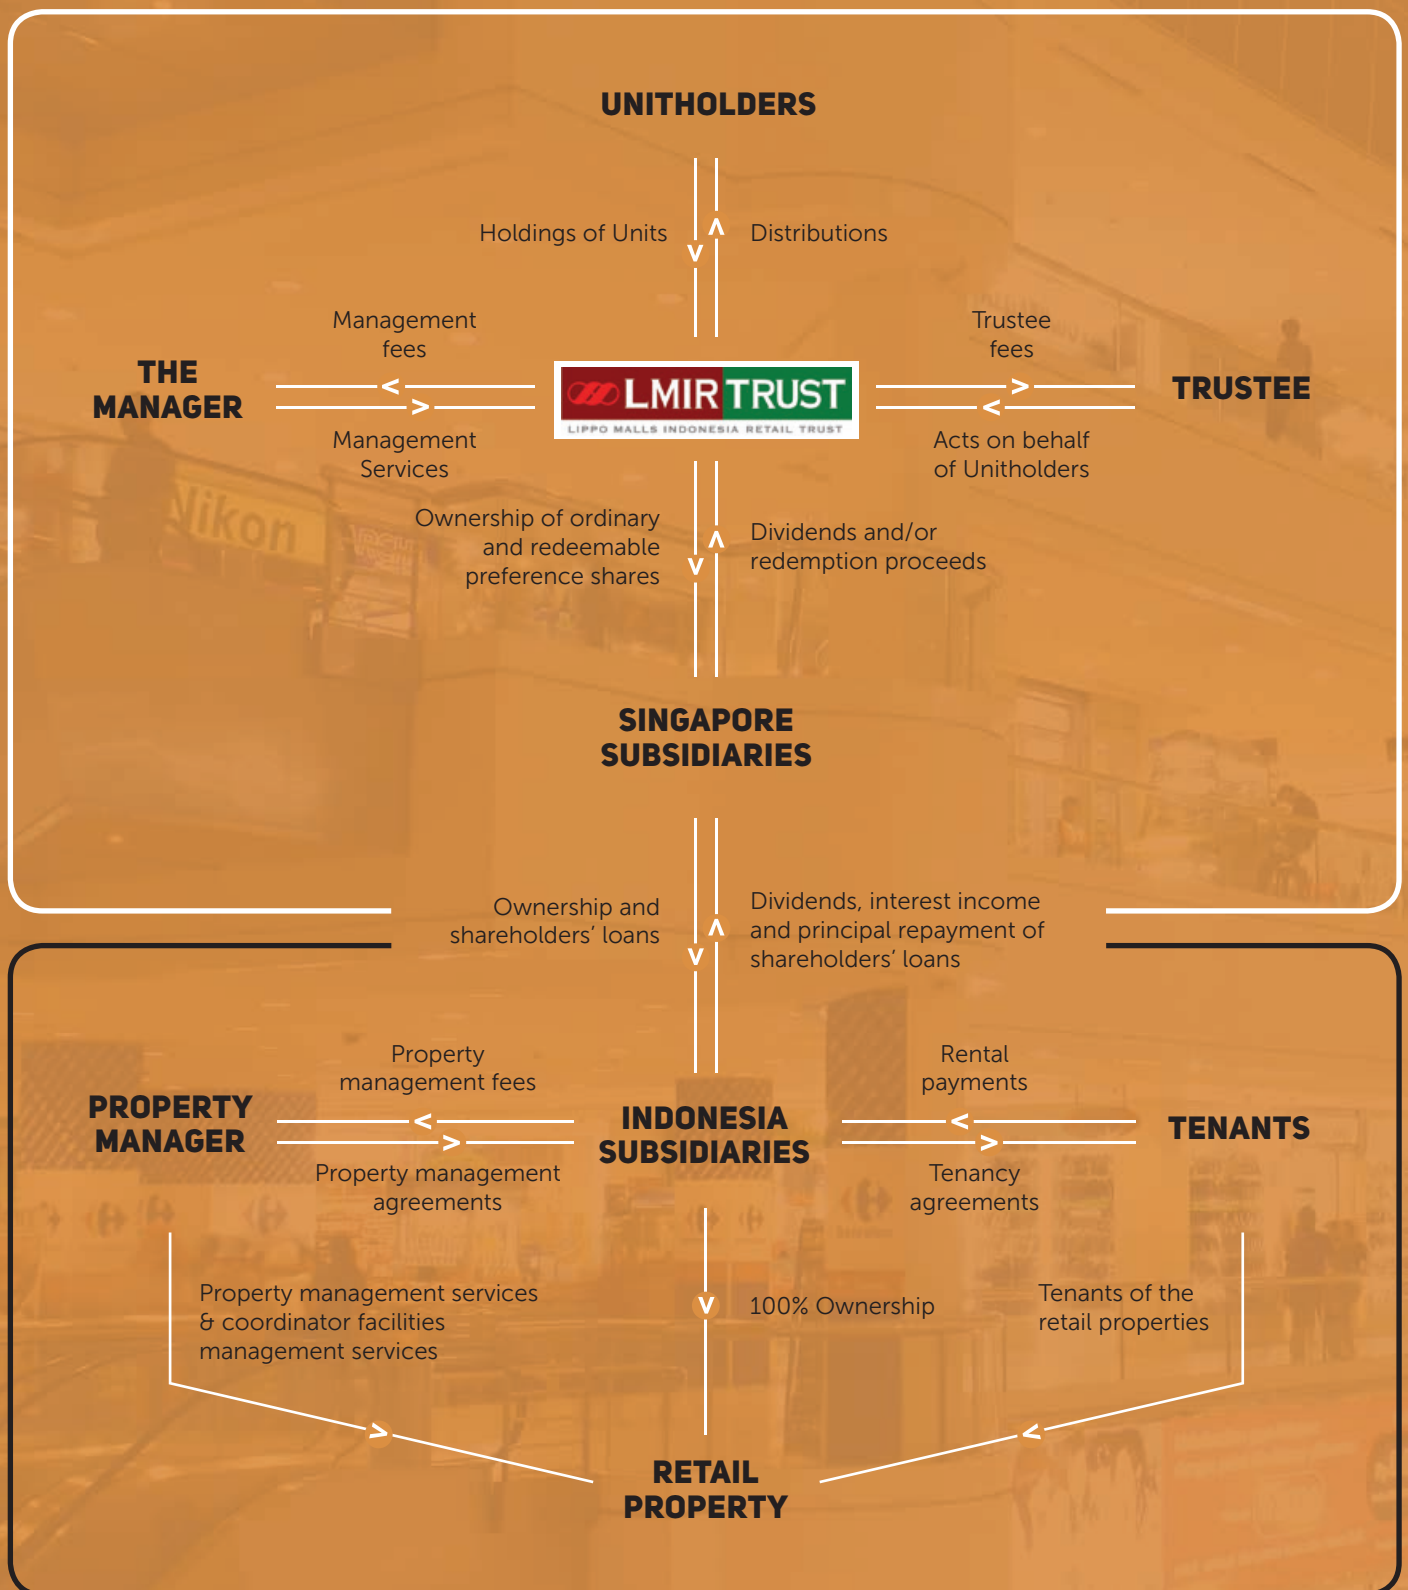 UNITHOLDERS
Holdings of Units
Distributions
Management
fees
Trustee
fees
THE
MANAGER
LMIR TRUST
LIPPO MALLS INDONESIA RETAIL TRUST
TRUSTEE
Management
Services
Acts on behalf
of Unitholders
Ownership of ordinary
and redeemable
preference shares
Dividends and/or
redemption proceeds
Nikon
SINGAPORE
SUBSIDIARIES
Ownership and
shareholders' loans
Dividends, interest income
and principal repayment of
shareholders' loans
Property
management fees
Rental
payments
PROPERTY
MANAGER
INDONESIA
SUBSIDIARIES
TENANTS
Property management
agreements
Tenancy
agreements
Property management services
& coordinator facilities
management services
100% Ownership
Tenants of the
retail properties
RETAIL
PROPERTY